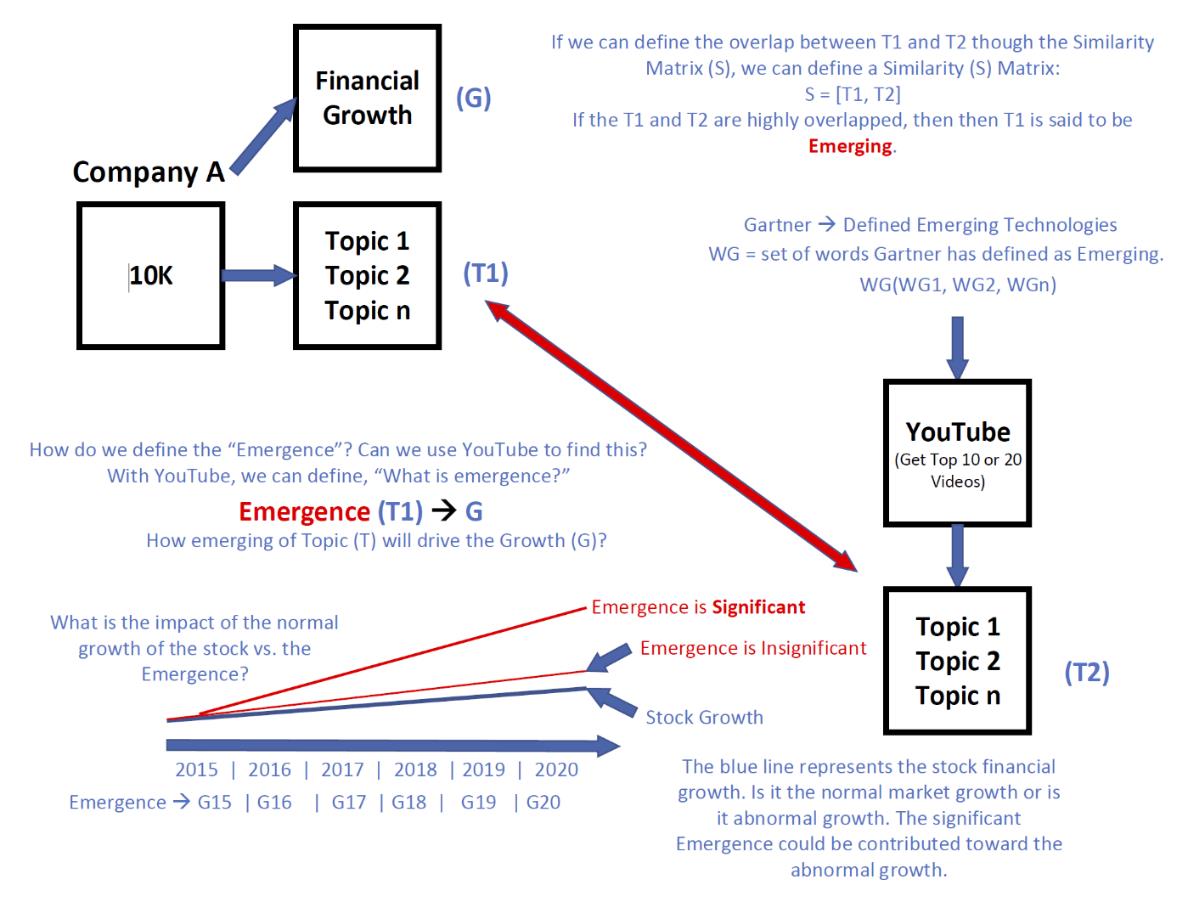 Financial
Growth
(G)
Company A
If we can define the overlap between T1 and T2 though the Similarity
Matrix (S), we can define a Similarity (S) Matrix:
S = [T1, T2]
If the T1 and T2 are highly overlapped, then then T1 is said to be
Emerging.
10K
Topic 1
Topic 2
Topic n
(T1)
Gartner → Defined Emerging Technologies
WG = set of words Gartner has defined as Emerging.
WG(WG1, WG2, WGn)
YouTube
(Get Top 10 or 20
Videos)
How do we define the “Emergence”? Can we use YouTube to find this?
With YouTube, we can define, “What is emergence?”
Emergence (T1) → G
How emerging of Topic (T) will drive the Growth (G)?
Topic 1
Topic 2
Topic n
(T2)
What is the impact of the normal
growth of the stock vs. the
Emergence?
Emergence is Significant
Emergence is Insignificant
Stock Growth
2015 | 2016 | 2017 | 2018 | 2019 | 2020
Emergence → G15 | G16 | G17 | G18 | G19 | G20
The blue line represents the stock financial
growth. Is it the normal market growth or is
it abnormal growth. The significant
Emergence could be contributed toward the
abnormal growth.